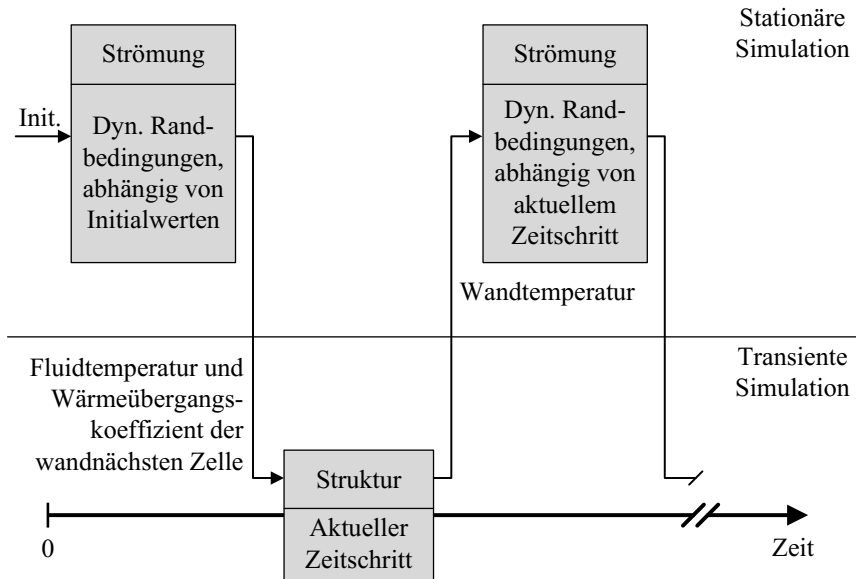 Stationäre
Simulation
Init.
Strömung
Dyn. Rand-
bedingungen,
abhängig von
Initialwerten
Strömung
Dyn. Rand-
bedingungen,
abhängig von
aktuellem
Zeitschritt
Wandtemperatur
Transiente
Simulation
Fluidtemperatur und
Wärmeübergangs-
koeffizient der
wandnächsten Zelle
Struktur
Aktueller
Zeitschritt
0
Zeit